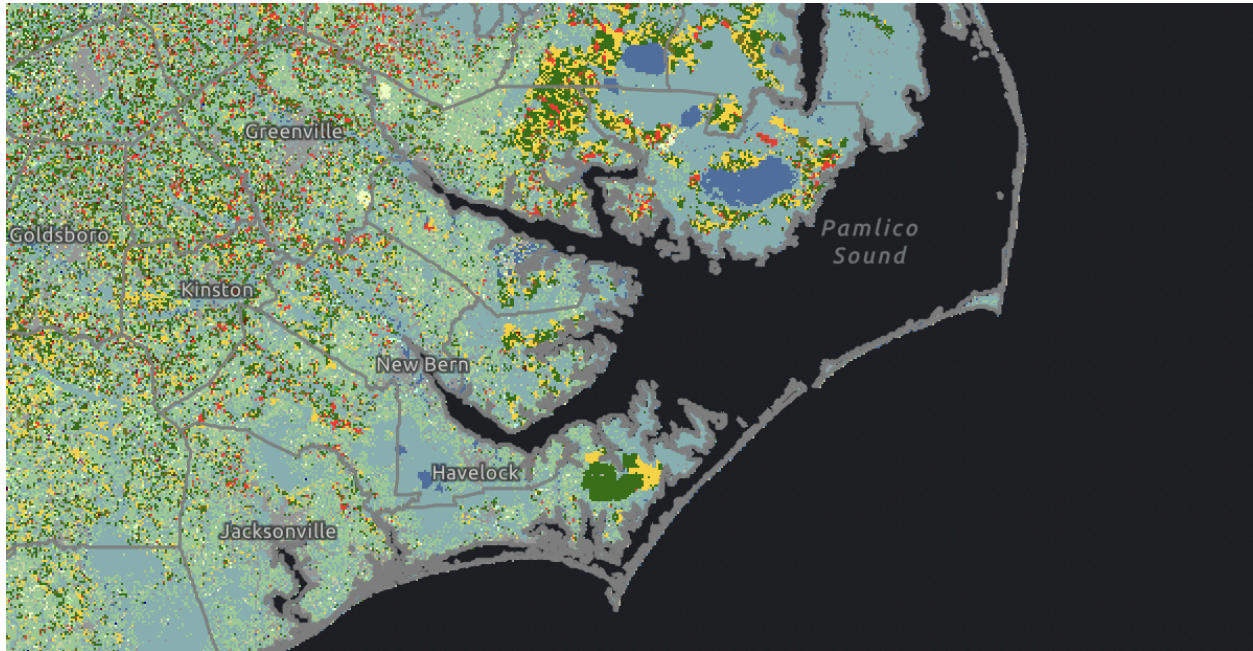 Greenville
Pamlico
Sound
Goldsboro
Kinston
New Bern
Havelock
Jacksonville